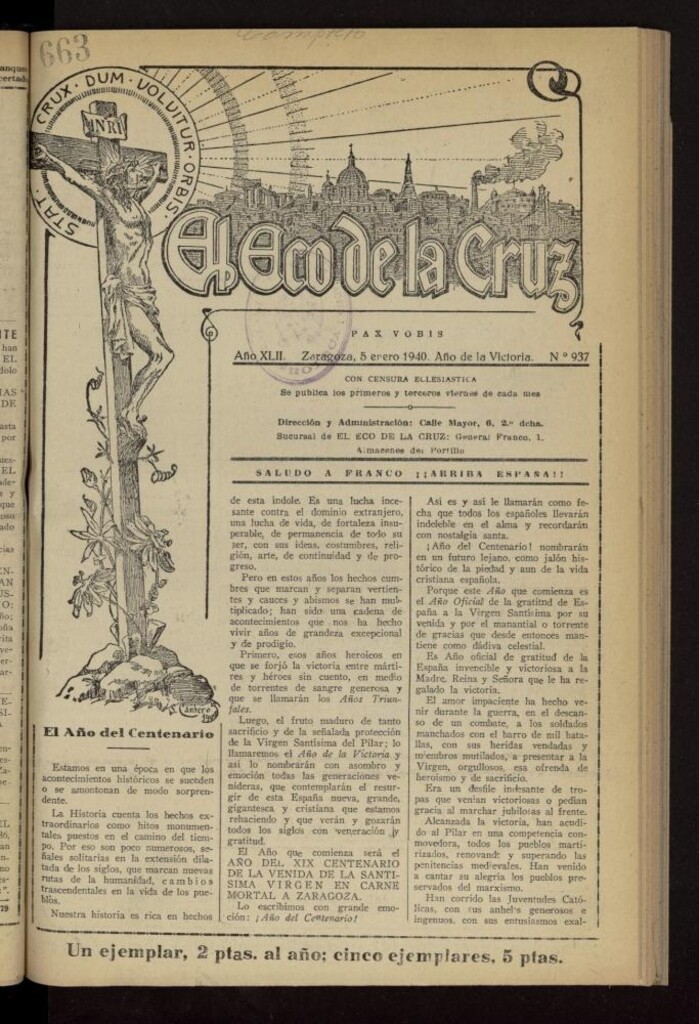 663
STAT · CRUX · DUM · VOLVITUR · ORBIS
INRI
El Eco de la Cruz
PAX VOBIS
Año XLII. Zaragoza, 5 enero 1940. Año de la Victoria. N º 937
CON CENSURA ECLESIASTICA
Se publica los primeros y terceros viernes de cada mes
Dirección y Administración: Calle Mayor, 6, 2.º dcha.
Sucursal de EL ECO DE LA CRUZ: General Franco, 1.
Almacenes del Portillo
SALUDO A FRANCO ¡¡ARRIBA ESPAÑA!!
El Año del Centenario
Estamos en una época en que los
acontecimientos históricos se suceden
o se amontonan de modo sorpren-
dente.
La Historia cuenta los hechos ex-
traordinarios como hitos monumen-
tales puestos en el camino del tiem-
po. Por eso son poco numerosos, se-
ñales solitarias en la extensión dila-
tada de los siglos, que marcan nuevas
rutas de la humanidad, cambios
trascendentales en la vida de los pue-
blos.
Nuestra historia es rica en hechos
de esta índole. Es una lucha ince-
sante contra el dominio extranjero,
una lucha de vida, de fortaleza insu-
perable, de permanencia de todo su
ser, con sus ideas, costumbres, reli-
gión, arte, de continuidad y de pro-
greso.
Pero en estos años los hechos cum-
bres que marcan y separan vertien-
tes y cauces y abismos se han mul-
tiplicado; han sido una cadena de
acontecimientos que nos ha hecho
vivir años de grandeza excepcional
y de prodigio.
Primero, esos años heroicos en
que se forjó la victoria entre márti-
res y héroes sin cuento, en medio
de torrentes de sangre generosa y
que se llamarán los Años Triun-
fales.
Luego, el fruto maduro de tanto
sacrificio y de la señalada protección
de la Virgen Santísima del Pilar; lo
llamaremos el Año de la Victoria y
así lo nombrarán con asombro y
emoción todas las generaciones ve-
nideras, que contemplarán el resur-
gir de esta España nueva, grande,
gigantesca y cristiana que estamos
rehaciendo y que verán y gozarán
todos los siglos con veneración y
gratitud.
El Año que comienza será el
AÑO DEL XIX CENTENARIO
DE LA VENIDA DE LA SANTI-
SIMA VIRGEN EN CARNE
MORTAL A ZARAGOZA.
Lo escribimos con grande emo-
ción: ¡Año del Centenario!
Así es y así le llamarán como fe-
cha que todos los españoles llevarán
indeleble en el alma y recordarán
con nostalgia santa.
¡Año del Centenario! nombrarán
en un futuro lejano, como jalón his-
tórico de la piedad y aun de la vida
cristiana española.
Porque este Año que comienza es
el Año Oficial de la gratitud de Es-
paña a la Virgen Santísima por su
venida y por el manantial o torrente
de gracias que desde entonces man-
tiene como dádiva celestial.
Es Año oficial de gratitud de la
España invencible y victoriosa a la
Madre, Reina y Señora que le ha re-
galado la victoria.
El amor impaciente ha hecho ve-
nir durante la guerra, en el descan-
so de un combate, a los soldados
manchados con el barro de mil bata-
llas, con sus heridas vendadas y
miembros mutilados, a presentar a la
Virgen, orgullosos, esa ofrenda de
heroísmo y de sacrificio.
Era un desfile incesante de tro-
pas que venían victoriosas o pedían
gracia al marchar jubilosas al frente.
Alcanzada la victoria, han acudi-
do al Pilar en una competencia con-
movedora, todos los pueblos martí-
rizados, renovando y superando las
penitencias medievales. Han venido
a cantar su alegría los pueblos pre-
servados del marxismo.
Han corrido las Juventudes Cató-
licas, con sus anhelos generosos e
ingenuos, con sus entusiasmos exal-
Un ejemplar, 2 ptas. al año; cinco ejemplares, 5 ptas.